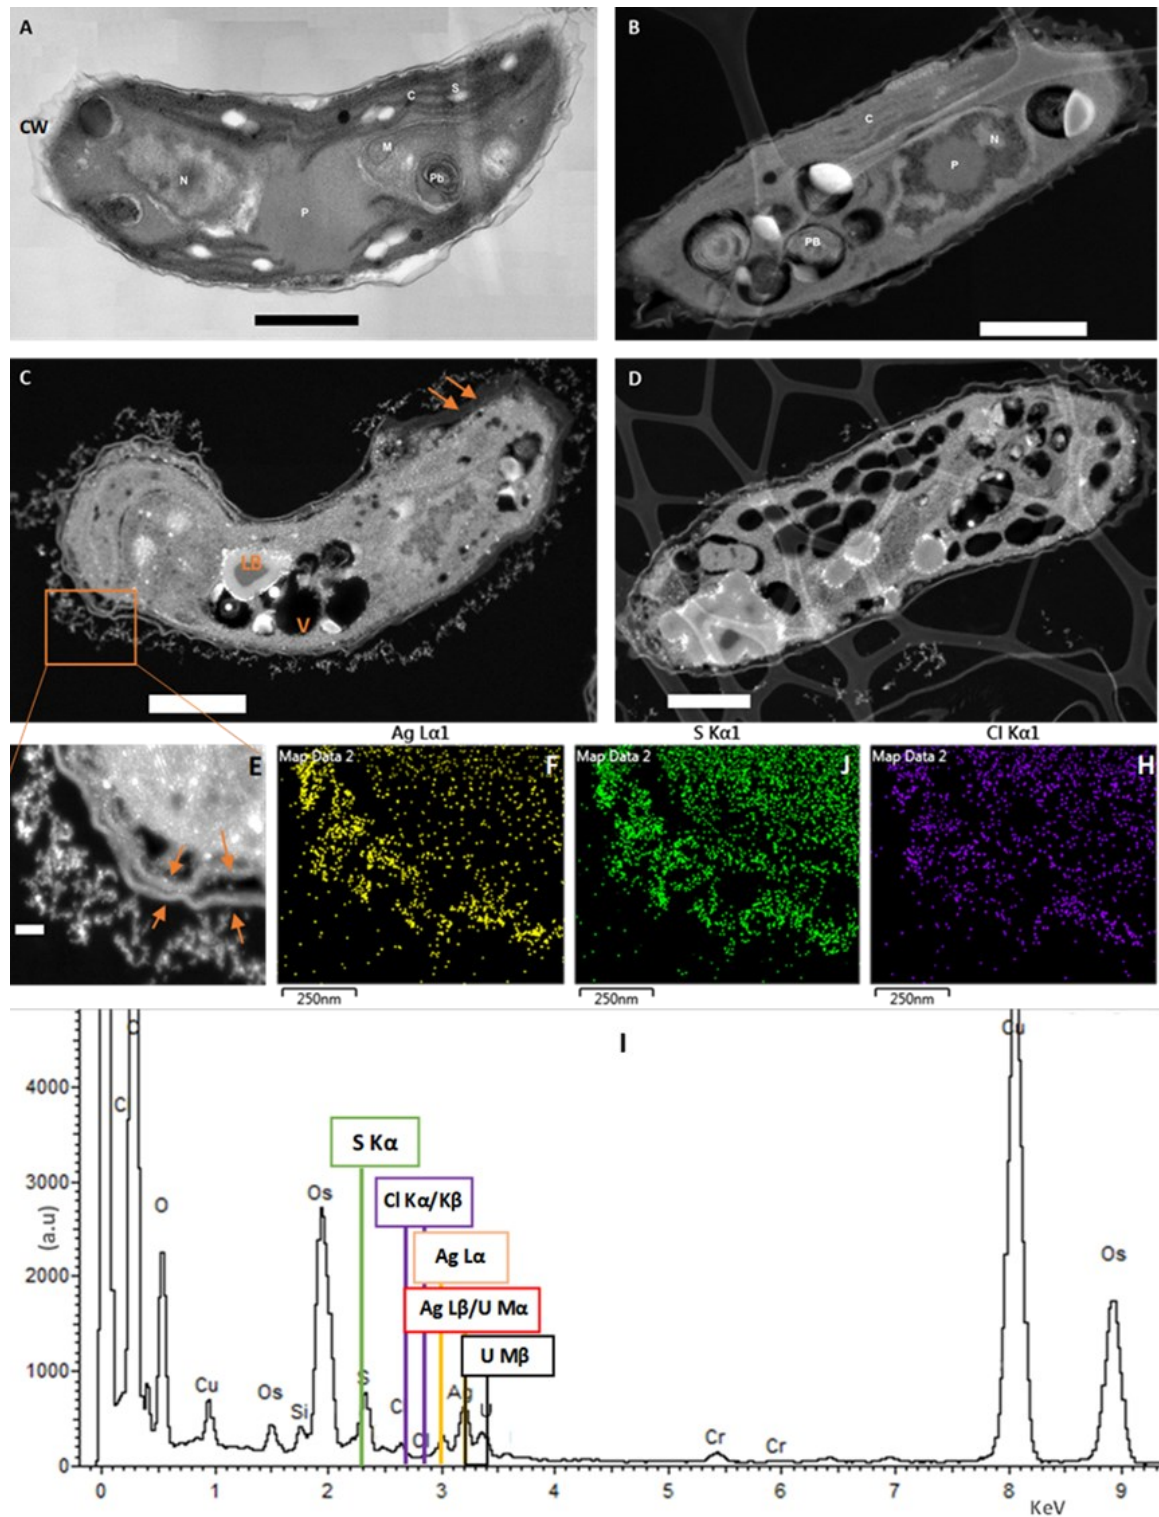 A
CW
C
S
M
N
Pb
P
B
C
N
P
PB
C
LB
V
D
Ag Lα1
S Kα1
Cl Kα1
E
Map Data 2
F
Map Data 2
J
Map Data 2
H
250nm
250nm
250nm
I
4000
3000
2000
1000
0
(a.u)
C
O
Cu
Os
Si
Os
S
C
Cl
Ag
U
Cr
Cr
Cu
Os
S Kα
Cl Kα/Kβ
Ag Lα
Ag Lβ/U Mα
U Mβ
0 1 2 3 4 5 6 7 8 9
KeV